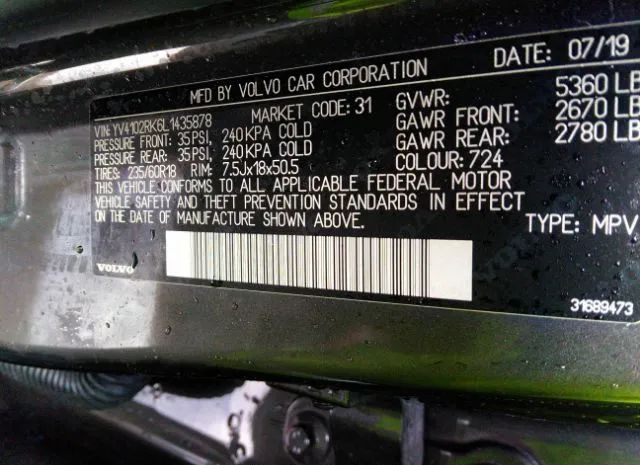 DATE: 07/19
MFD BY VOLVO CAR CORPORATION
VIN: YV4102RK6L1435878 MARKET CODE: 31 GVWR: 5360 LB
PRESSURE FRONT: 35 PSI, 240 KPA COLD GAWR FRONT: 2670 LB
PRESSURE REAR: 35 PSI, 240 KPA COLD GAWR REAR: 2780 LB
TIRES: 235/60R18 RIM: 7.5Jx18x50.5 COLOUR: 724
THIS VEHICLE CONFORMS TO ALL APPLICABLE FEDERAL MOTOR
VEHICLE SAFETY AND THEFT PREVENTION STANDARDS IN EFFECT
ON THE DATE OF MANUFACTURE SHOWN ABOVE.
TYPE: MPV
VOLVO
31689473